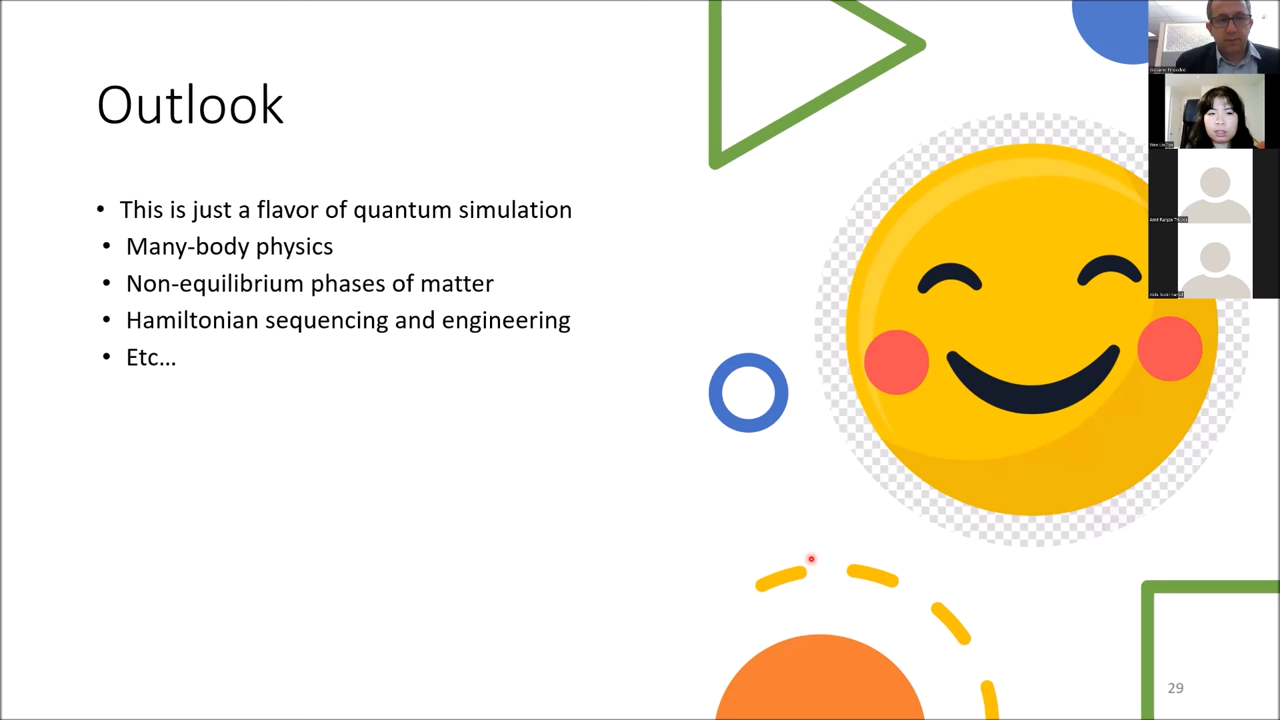 Outlook
• This is just a flavor of quantum simulation
• Many-body physics
• Non-equilibrium phases of matter
• Hamiltonian sequencing and engineering
• Etc...
29